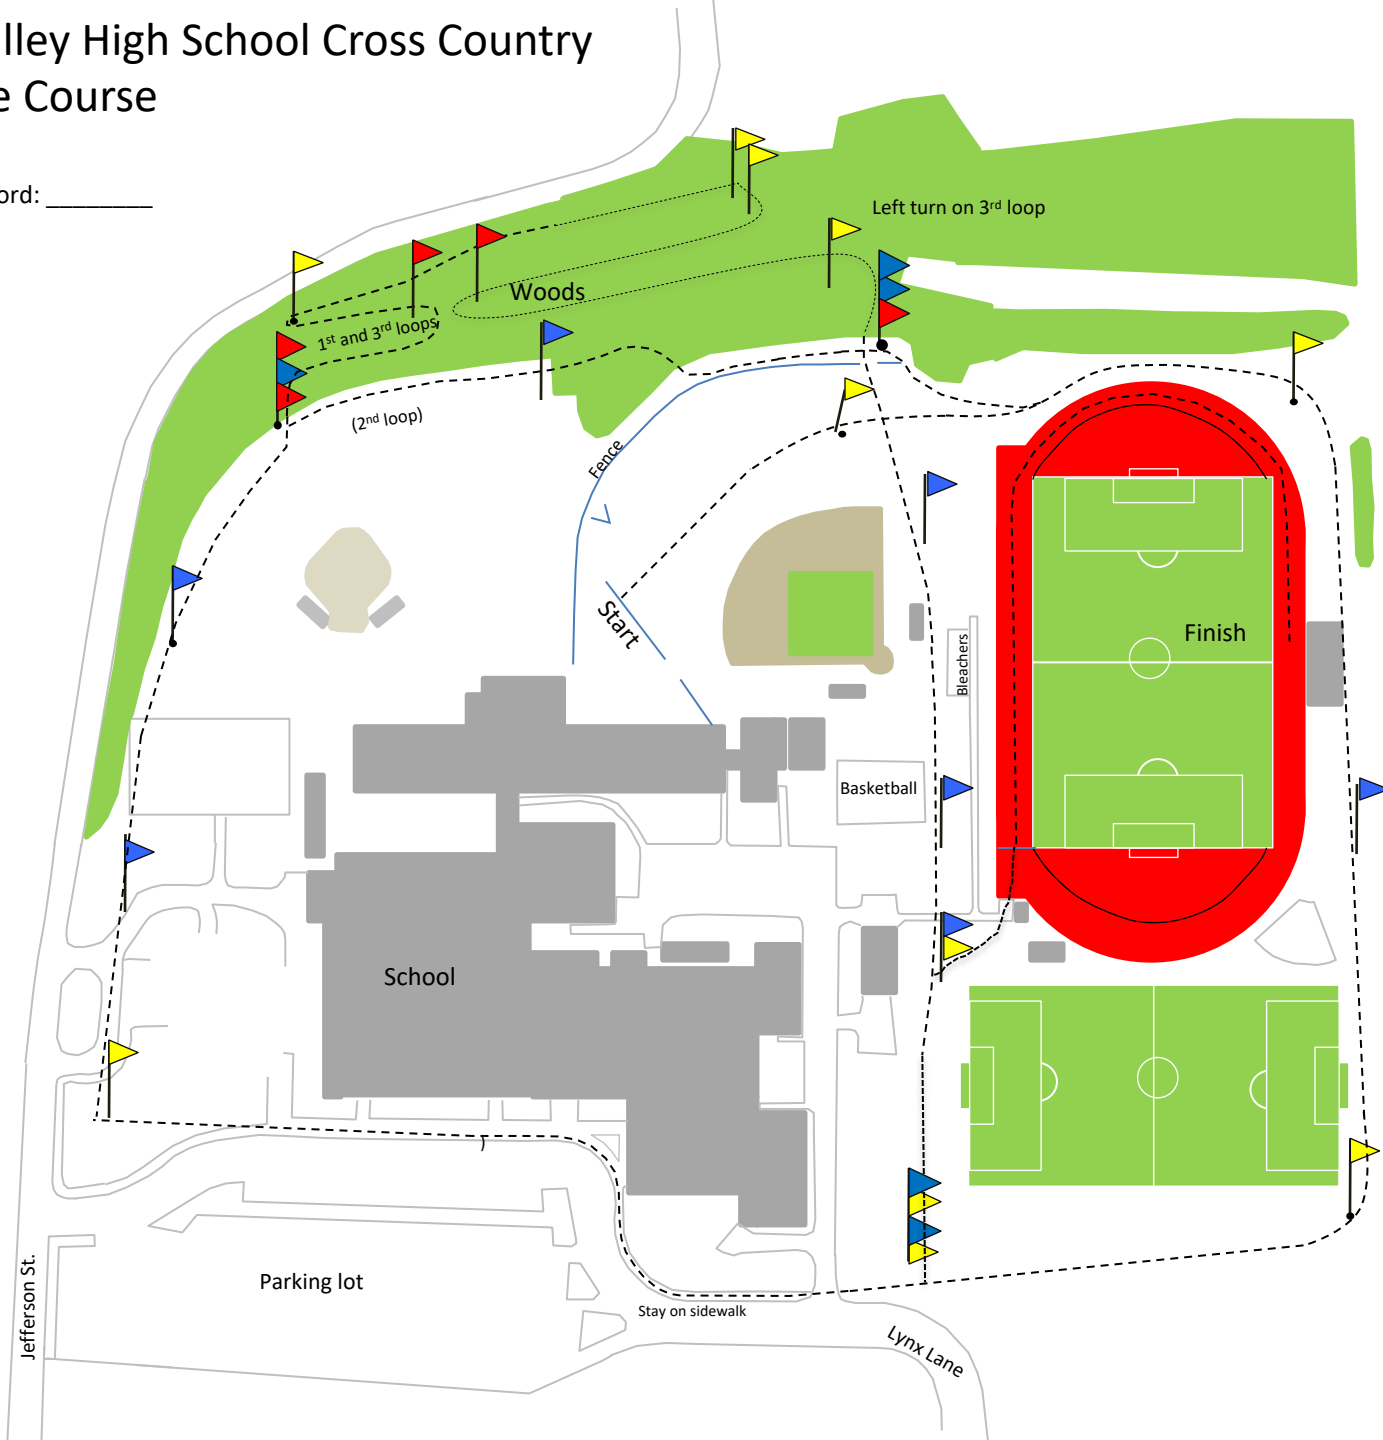 lley High School Cross Country
e Course
ord: ________
Left turn on 3rd loop
Woods
1st and 3rd loops
(2nd loop)
Fence
Start
Finish
Bleachers
Basketball
School
Parking lot
Stay on sidewalk
Jefferson St.
Lynx Lane